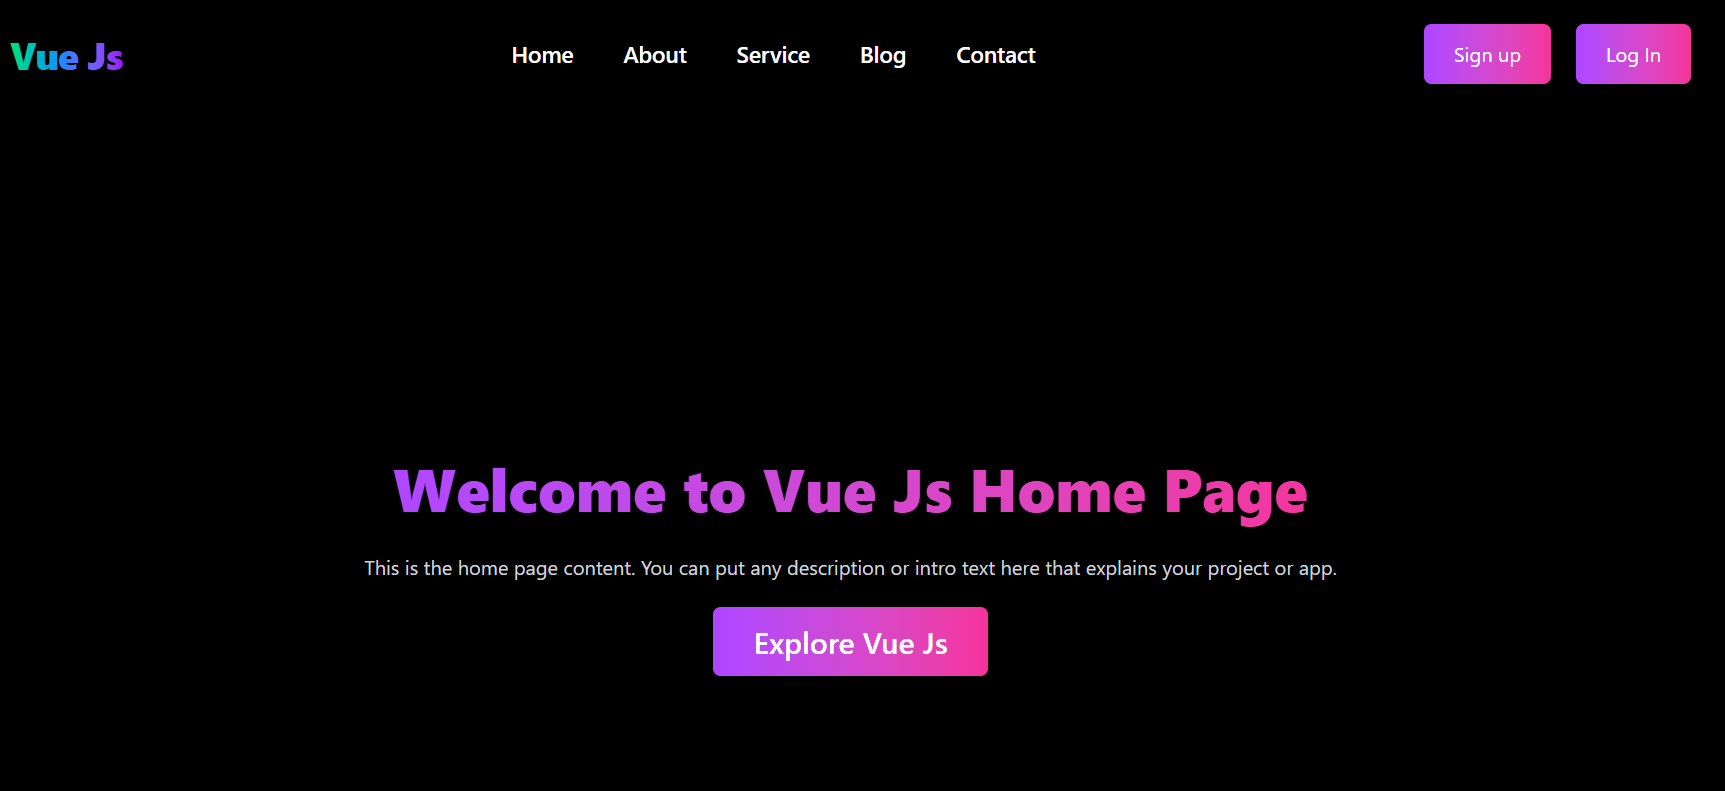 Vue Js
Home About Service Blog Contact
Sign up Log In
Welcome to Vue Js Home Page
This is the home page content. You can put any description or intro text here that explains your project or app.
Explore Vue Js